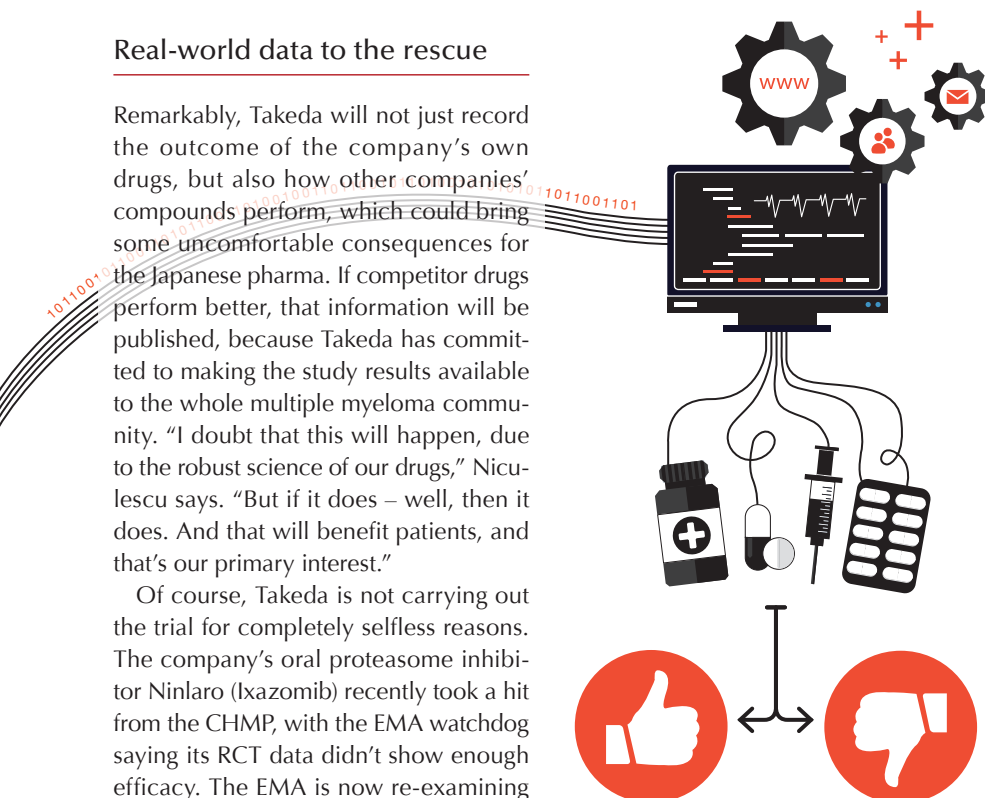 Real-world data to the rescue
Remarkably, Takeda will not just record
the outcome of the company's own
drugs, but also how other companies'
compounds perform, which could bring
some uncomfortable consequences for
the Japanese pharma. If competitor drugs
perform better, that information will be
published, because Takeda has commit-
ted to making the study results available
to the whole multiple myeloma commu-
nity. “I doubt that this will happen, due
to the robust science of our drugs,” Nicu-
lescu says. “But if it does – well, then it
does. And that will benefit patients, and
that's our primary interest.”
Of course, Takeda is not carrying out
the trial for completely selfless reasons.
The company's oral proteasome inhibi-
tor Ninlaro (Ixazomib) recently took a hit
from the CHMP, with the EMA watchdog
saying its RCT data didn't show enough
efficacy. The EMA is now re-examining
www
1011001101
101100